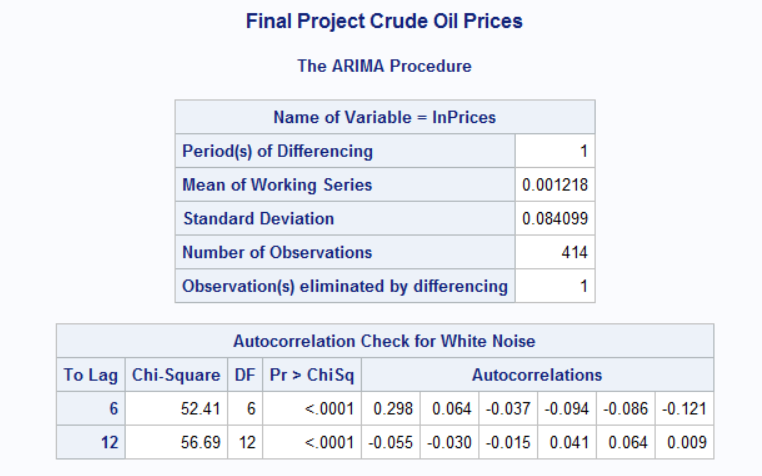 Final Project Crude Oil Prices
The ARIMA Procedure
Name of Variable = lnPrices
Period(s) of Differencing 1
Mean of Working Series 0.001218
Standard Deviation 0.084099
Number of Observations 414
Observation(s) eliminated by differencing 1
Autocorrelation Check for White Noise
To Lag Chi-Square DF Pr > ChiSq Autocorrelations
6 52.41 6 <.0001 0.298 0.064 -0.037 -0.094 -0.086 -0.121
12 56.69 12 <.0001 -0.055 -0.030 -0.015 0.041 0.064 0.009